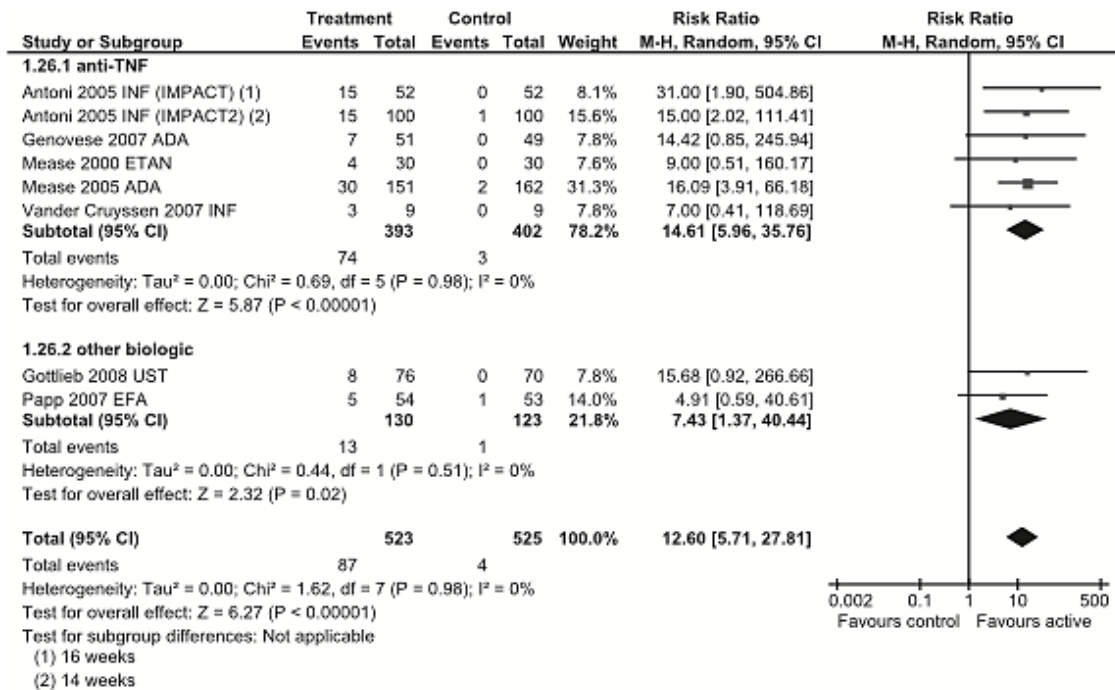 Treatment Control Risk Ratio Risk Ratio
Study or Subgroup Events Total Events Total Weight M-H, Random, 95% CI M-H, Random, 95% CI
1.26.1 anti-TNF
Antoni 2005 INF (IMPACT) (1) 15 52 0 52 8.1% 31.00 [1.90, 504.86]
Antoni 2005 INF (IMPACT2) (2) 15 100 1 100 15.6% 15.00 [2.02, 111.41]
Genovese 2007 ADA 7 51 0 49 7.8% 14.42 [0.85, 245.94]
Mease 2000 ETAN 4 30 0 30 7.6% 9.00 [0.51, 160.17]
Mease 2005 ADA 30 151 2 162 31.3% 16.09 [3.91, 66.18]
Vander Cruyssen 2007 INF 3 9 0 9 7.8% 7.00 [0.41, 118.69]
Subtotal (95% CI) 393 402 78.2% 14.61 [5.96, 35.76]
Total events 74 3
Heterogeneity: Tau² = 0.00; Chi² = 0.69, df = 5 (P = 0.98); I² = 0%
Test for overall effect: Z = 5.87 (P < 0.00001)
1.26.2 other biologic
Gottlieb 2008 UST 8 76 0 70 7.8% 15.68 [0.92, 266.66]
Papp 2007 EFA 5 54 1 53 14.0% 4.91 [0.59, 40.61]
Subtotal (95% CI) 130 123 21.8% 7.43 [1.37, 40.44]
Total events 13 1
Heterogeneity: Tau² = 0.00; Chi² = 0.44, df = 1 (P = 0.51); I² = 0%
Test for overall effect: Z = 2.32 (P = 0.02)
Total (95% CI) 523 525 100.0% 12.60 [5.71, 27.81]
Total events 87 4
Heterogeneity: Tau² = 0.00; Chi² = 1.62, df = 7 (P = 0.98); I² = 0%
Test for overall effect: Z = 6.27 (P < 0.00001)
Test for subgroup differences: Not applicable
(1) 16 weeks
(2) 14 weeks
0.002 0.1 1 10 500
Favours control Favours active